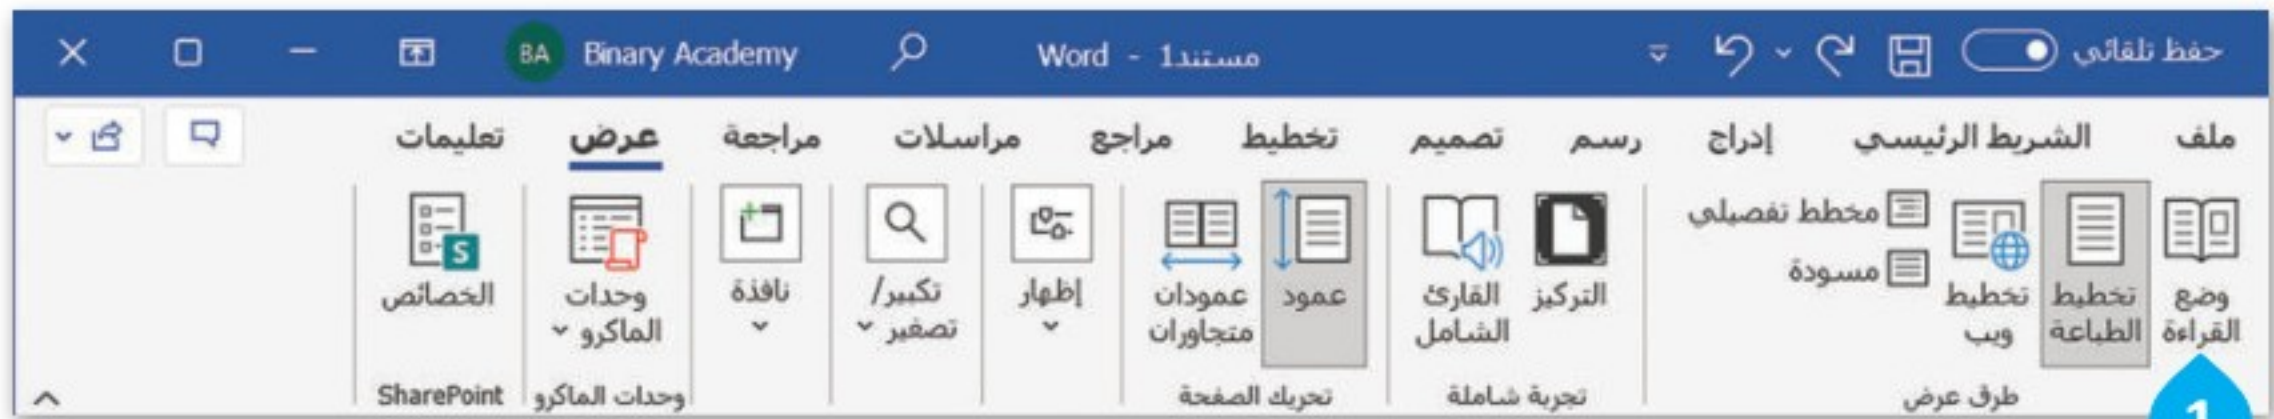 حفظ تلقائي مستند1 - Word Binary Academy BA
ملف الشريط الرئيسي إدراج رسم تصميم تخطيط مراجع مراسلات مراجعة عرض تعليمات
وضع القراءة
تخطيط الطباعة
تخطيط ويب
مخطط تفصيلي
مسودة
طرق عرض
التركيز
القارئ الشامل
تجربة شاملة
عمود
عمودان متجاوران
تحريك الصفحة
إظهار
تكبير/ تصغير
نافذة
وحدات الماكرو
وحدات الماكرو
الخصائص
SharePoint
1